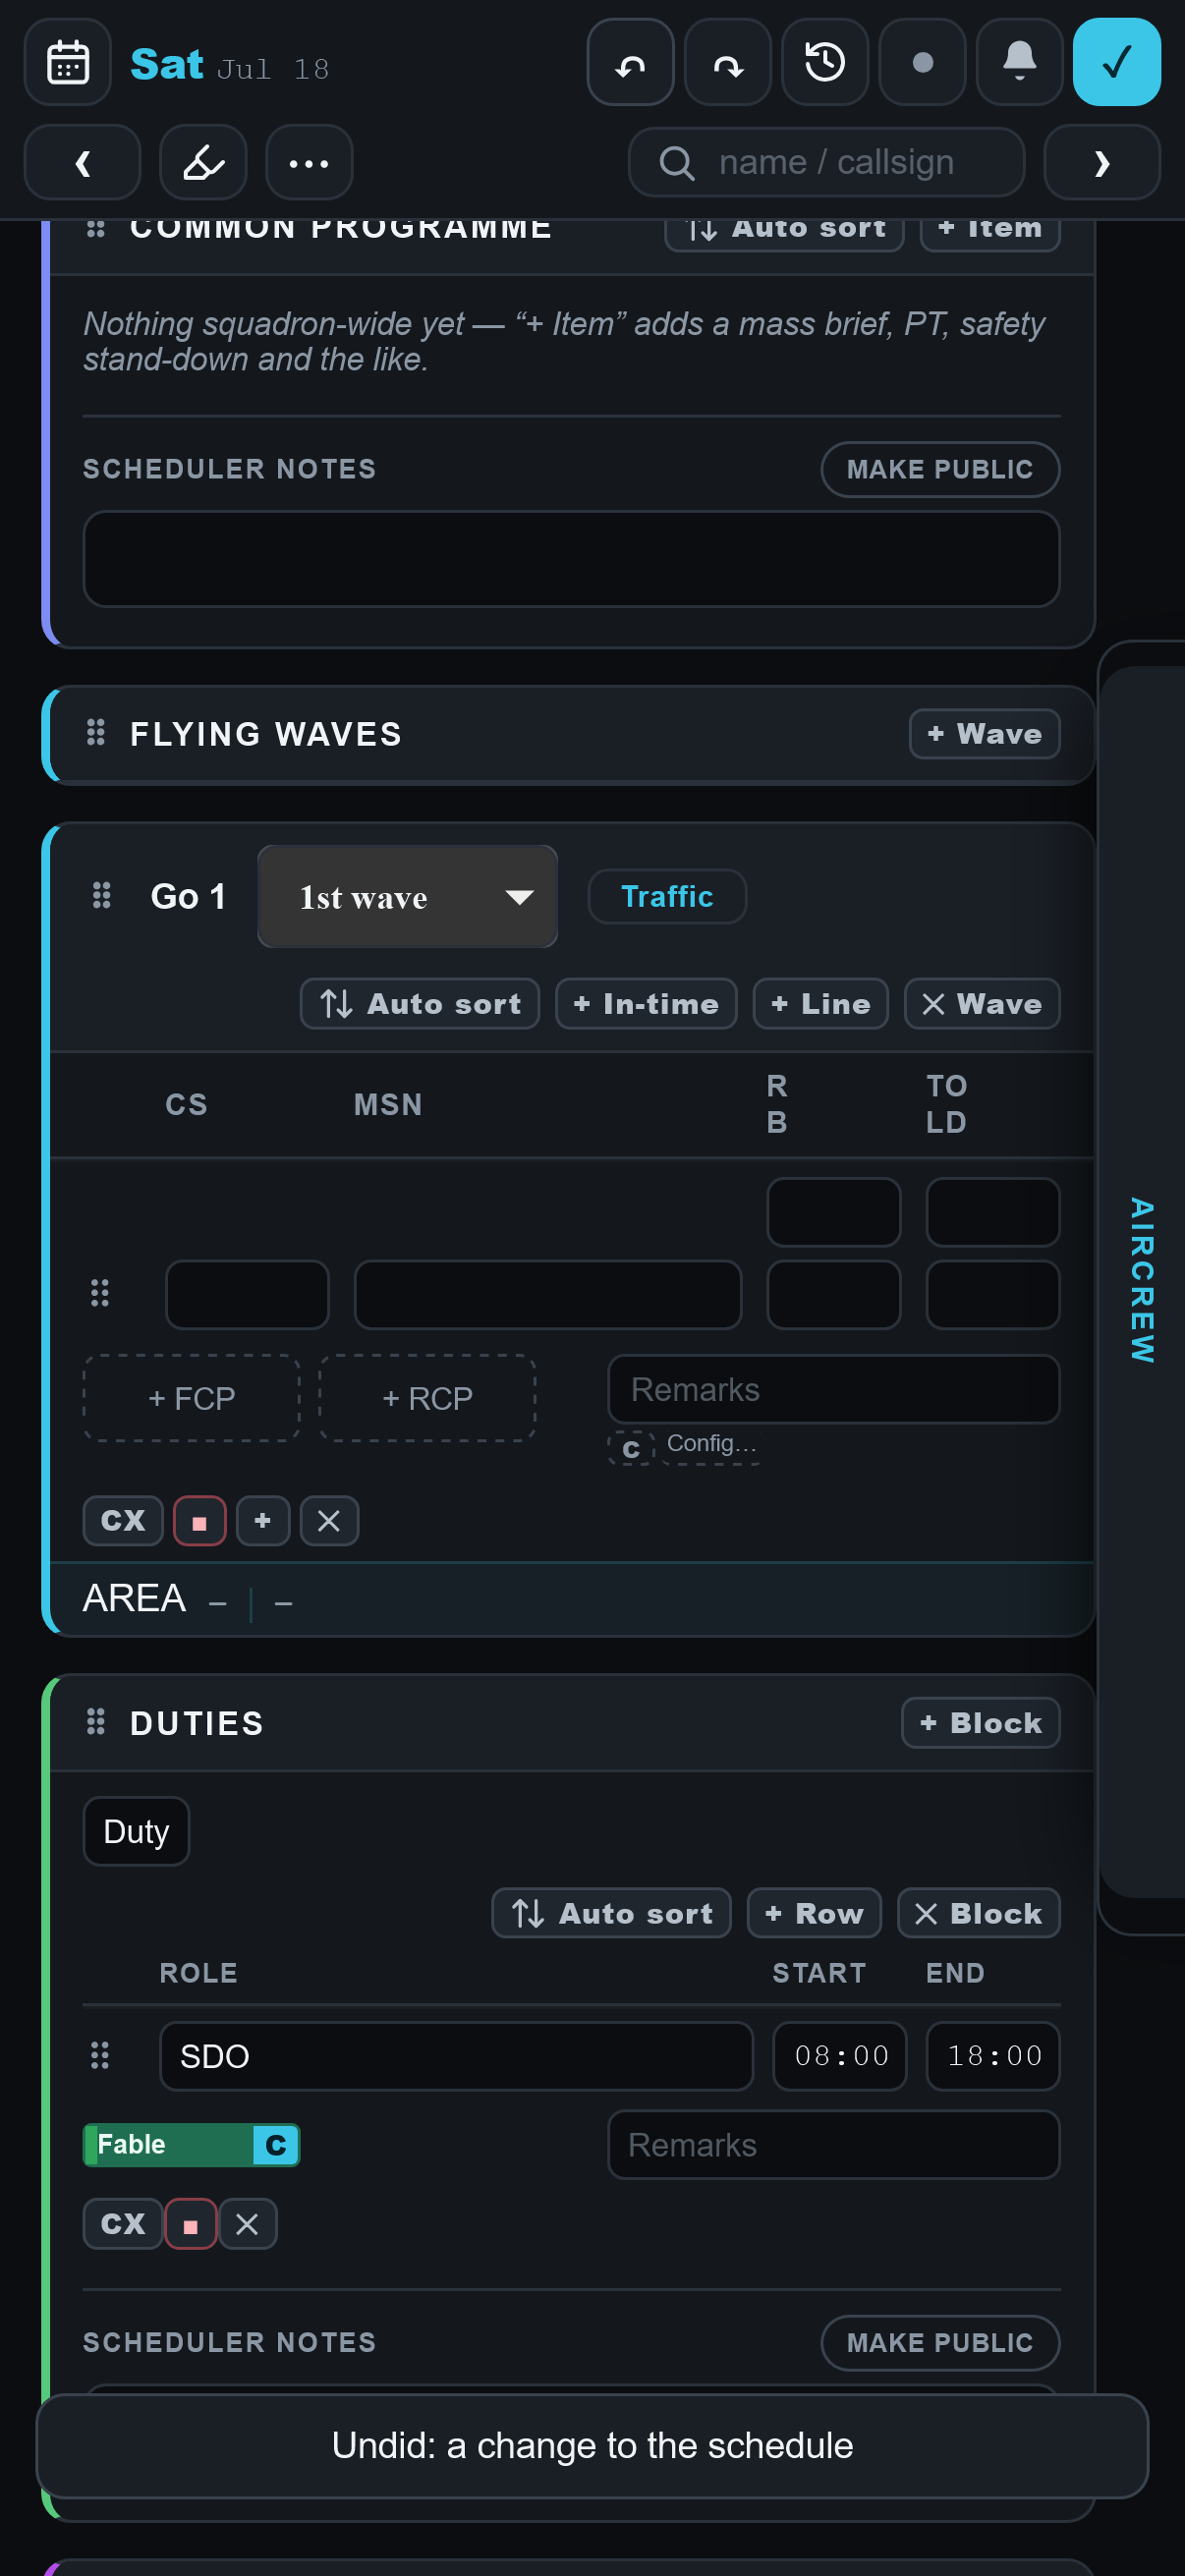 Sat Jul 18
name / callsign
COMMON PROGRAMME
Auto sort
+ Item
Nothing squadron-wide yet — “+ Item” adds a mass brief, PT, safety
stand-down and the like.
SCHEDULER NOTES
MAKE PUBLIC
FLYING WAVES
+ Wave
Go 1
1st wave
Traffic
Auto sort
+ In-time
+ Line
× Wave
CS
MSN
R
B
TO
LD
+ FCP
+ RCP
Remarks
C
Config…
CX
+
×
AREA – | –
AIRCREW
DUTIES
+ Block
Duty
Auto sort
+ Row
× Block
ROLE
START
END
SDO
08:00
18:00
Fable
C
Remarks
CX
×
SCHEDULER NOTES
MAKE PUBLIC
Undid: a change to the schedule